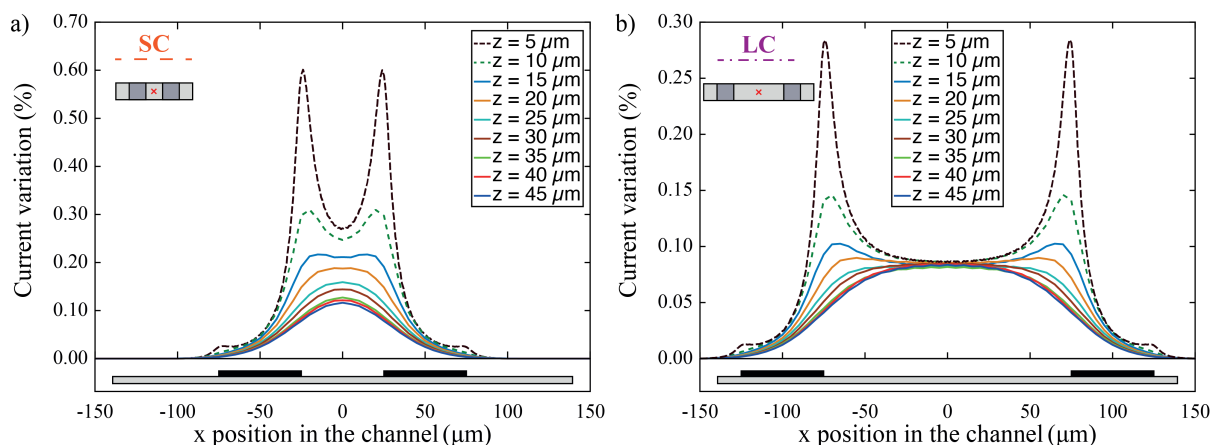 a)
SC
z = 5 µm
z = 10 µm
z = 15 µm
z = 20 µm
z = 25 µm
z = 30 µm
z = 35 µm
z = 40 µm
z = 45 µm
Current variation (%)
0.70
0.60
0.50
0.40
0.30
0.20
0.10
0.00
-150 -100 -50 0 50 100 150
x position in the channel (µm)
b)
LC
z = 5 µm
z = 10 µm
z = 15 µm
z = 20 µm
z = 25 µm
z = 30 µm
z = 35 µm
z = 40 µm
z = 45 µm
Current variation (%)
0.30
0.25
0.20
0.15
0.10
0.05
0.00
-150 -100 -50 0 50 100 150
x position in the channel (µm)